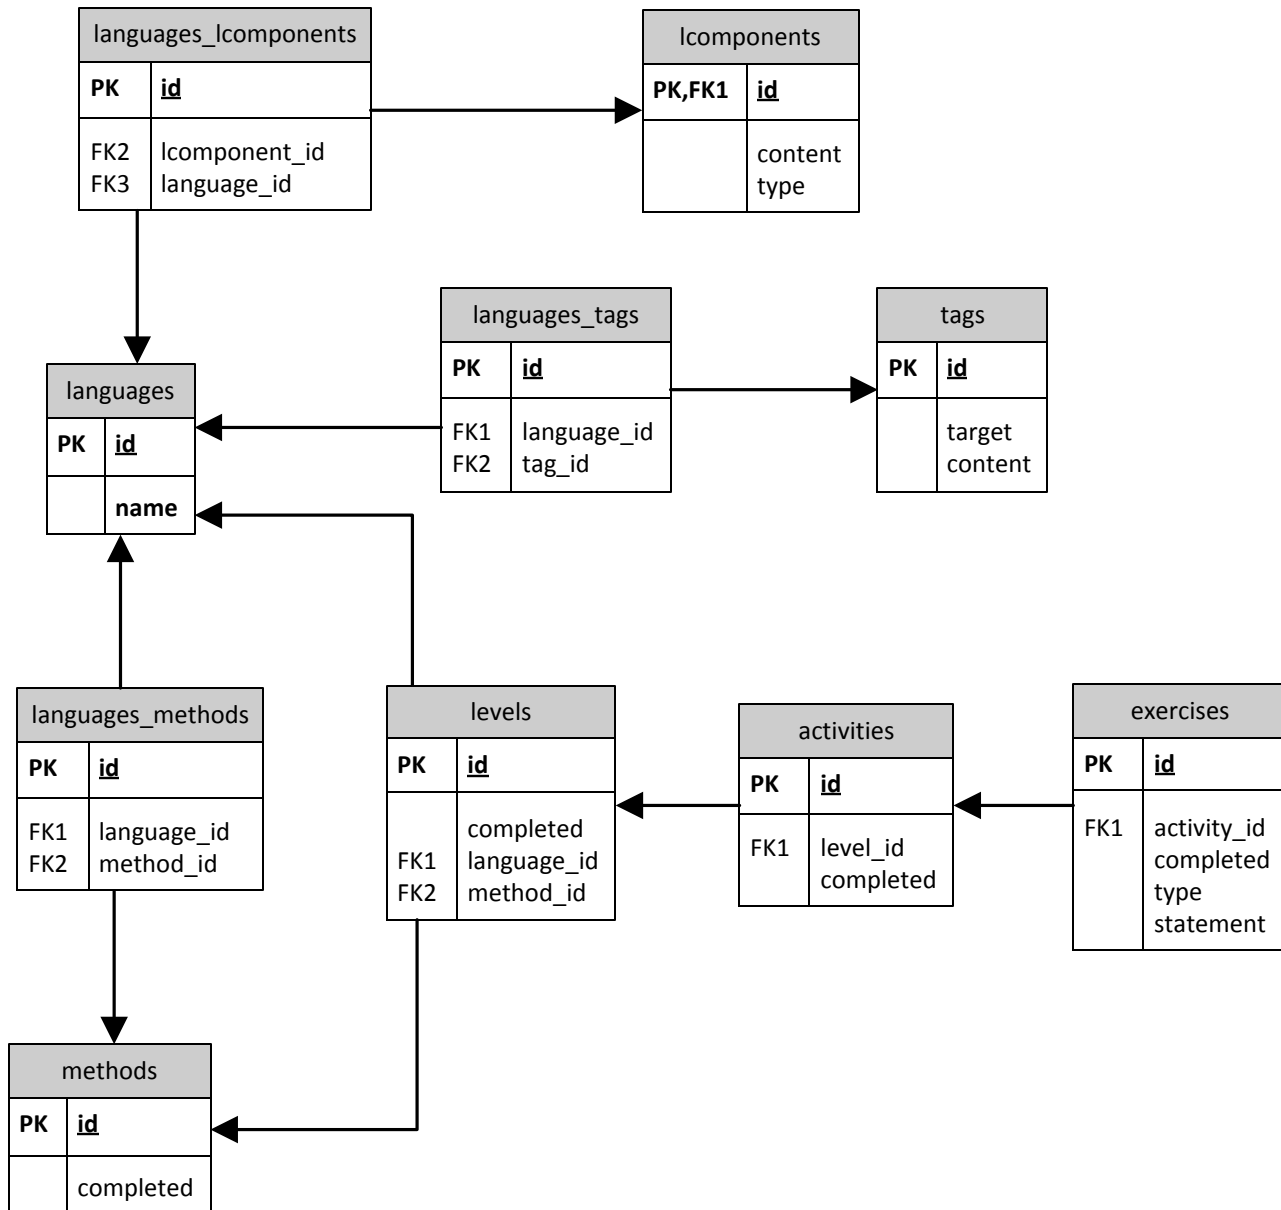 languages_lcomponents
PK id
FK2 lcomponent_id
FK3 language_id
lcomponents
PK,FK1 id
content
type
languages_tags
PK id
FK1 language_id
FK2 tag_id
tags
PK id
target
content
languages
PK id
name
languages_methods
PK id
FK1 language_id
FK2 method_id
levels
PK id
completed
FK1 language_id
FK2 method_id
activities
PK id
FK1 level_id
completed
exercises
PK id
FK1 activity_id
completed
type
statement
methods
PK id
completed